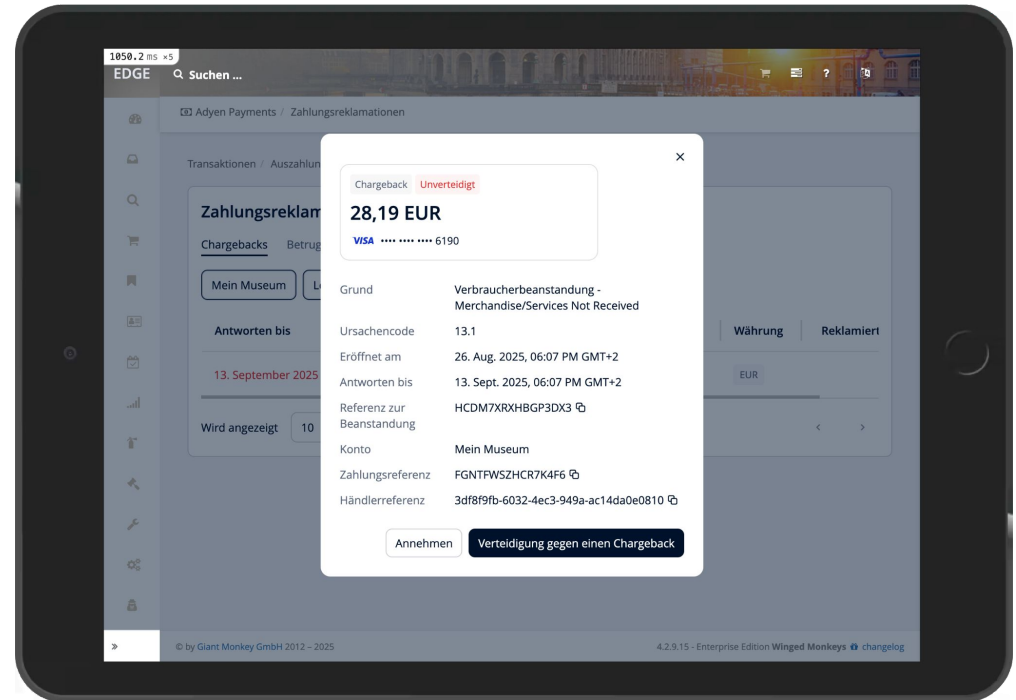 1050.2 ms ×5
EDGE
Suchen ...
?
Adyen Payments / Zahlungsreklamationen
Transaktionen / Auszahlun
Zahlungsreklam
Chargebacks Betrug
Mein Museum
Antworten bis Währung Reklamiert
13. September 2025 EUR
Wird angezeigt 10
Chargeback Unverteidigt
28,19 EUR
VISA •••• •••• •••• 6190
Grund Verbraucherbeanstandung -
Merchandise/Services Not Received
Ursachencode 13.1
Eröffnet am 26. Aug. 2025, 06:07 PM GMT+2
Antworten bis 13. Sept. 2025, 06:07 PM GMT+2
Referenz zur HCDM7XRXHBGP3DX3
Beanstandung
Konto Mein Museum
Zahlungsreferenz FGNTFWSZHCR7K4F6
Händlerreferenz 3df8f9fb-6032-4ec3-949a-ac14da0e0810
Annehmen Verteidigung gegen einen Chargeback
© by Giant Monkey GmbH 2012 – 2025 4.2.9.15 - Enterprise Edition Winged Monkeys changelog